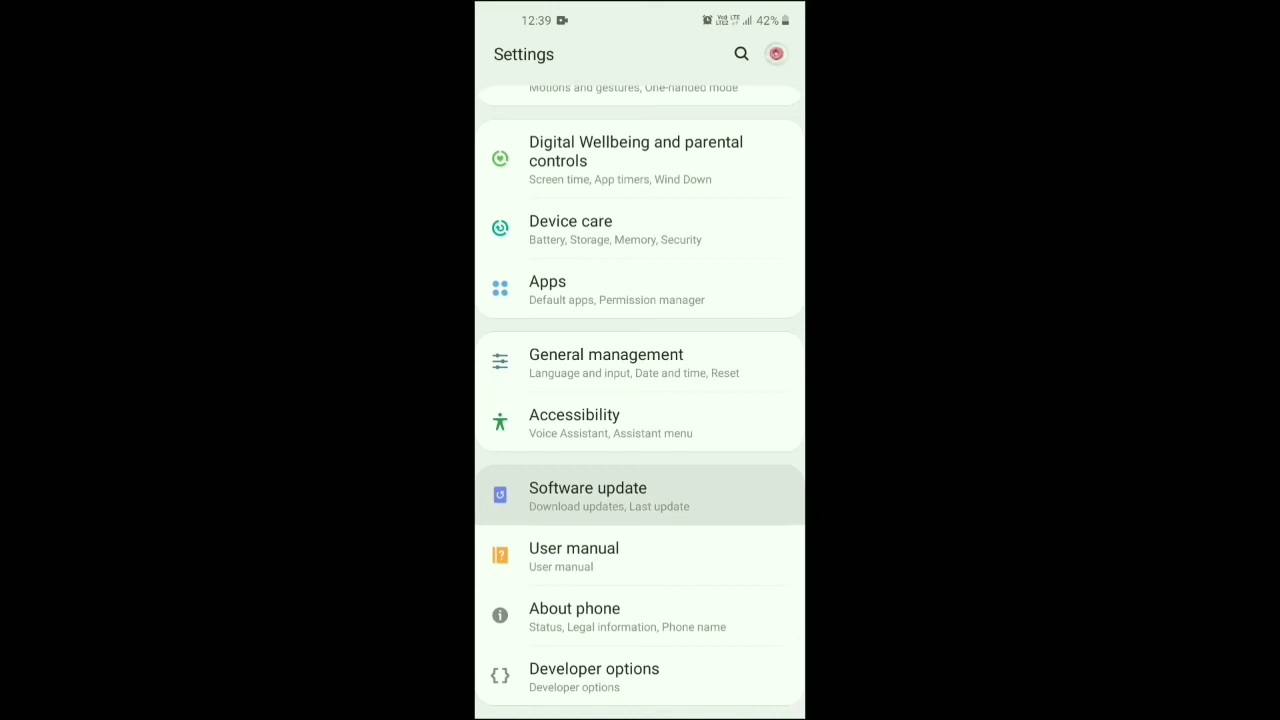 12:39
Vo) LTE
LTE2
42%
Settings
Motions and gestures, One-handed mode
Digital Wellbeing and parental
controls
Screen time, App timers, Wind Down
Device care
Battery, Storage, Memory, Security
Apps
Default apps, Permission manager
General management
Language and input, Date and time, Reset
Accessibility
Voice Assistant, Assistant menu
Software update
Download updates, Last update
User manual
User manual
About phone
Status, Legal information, Phone name
Developer options
Developer options